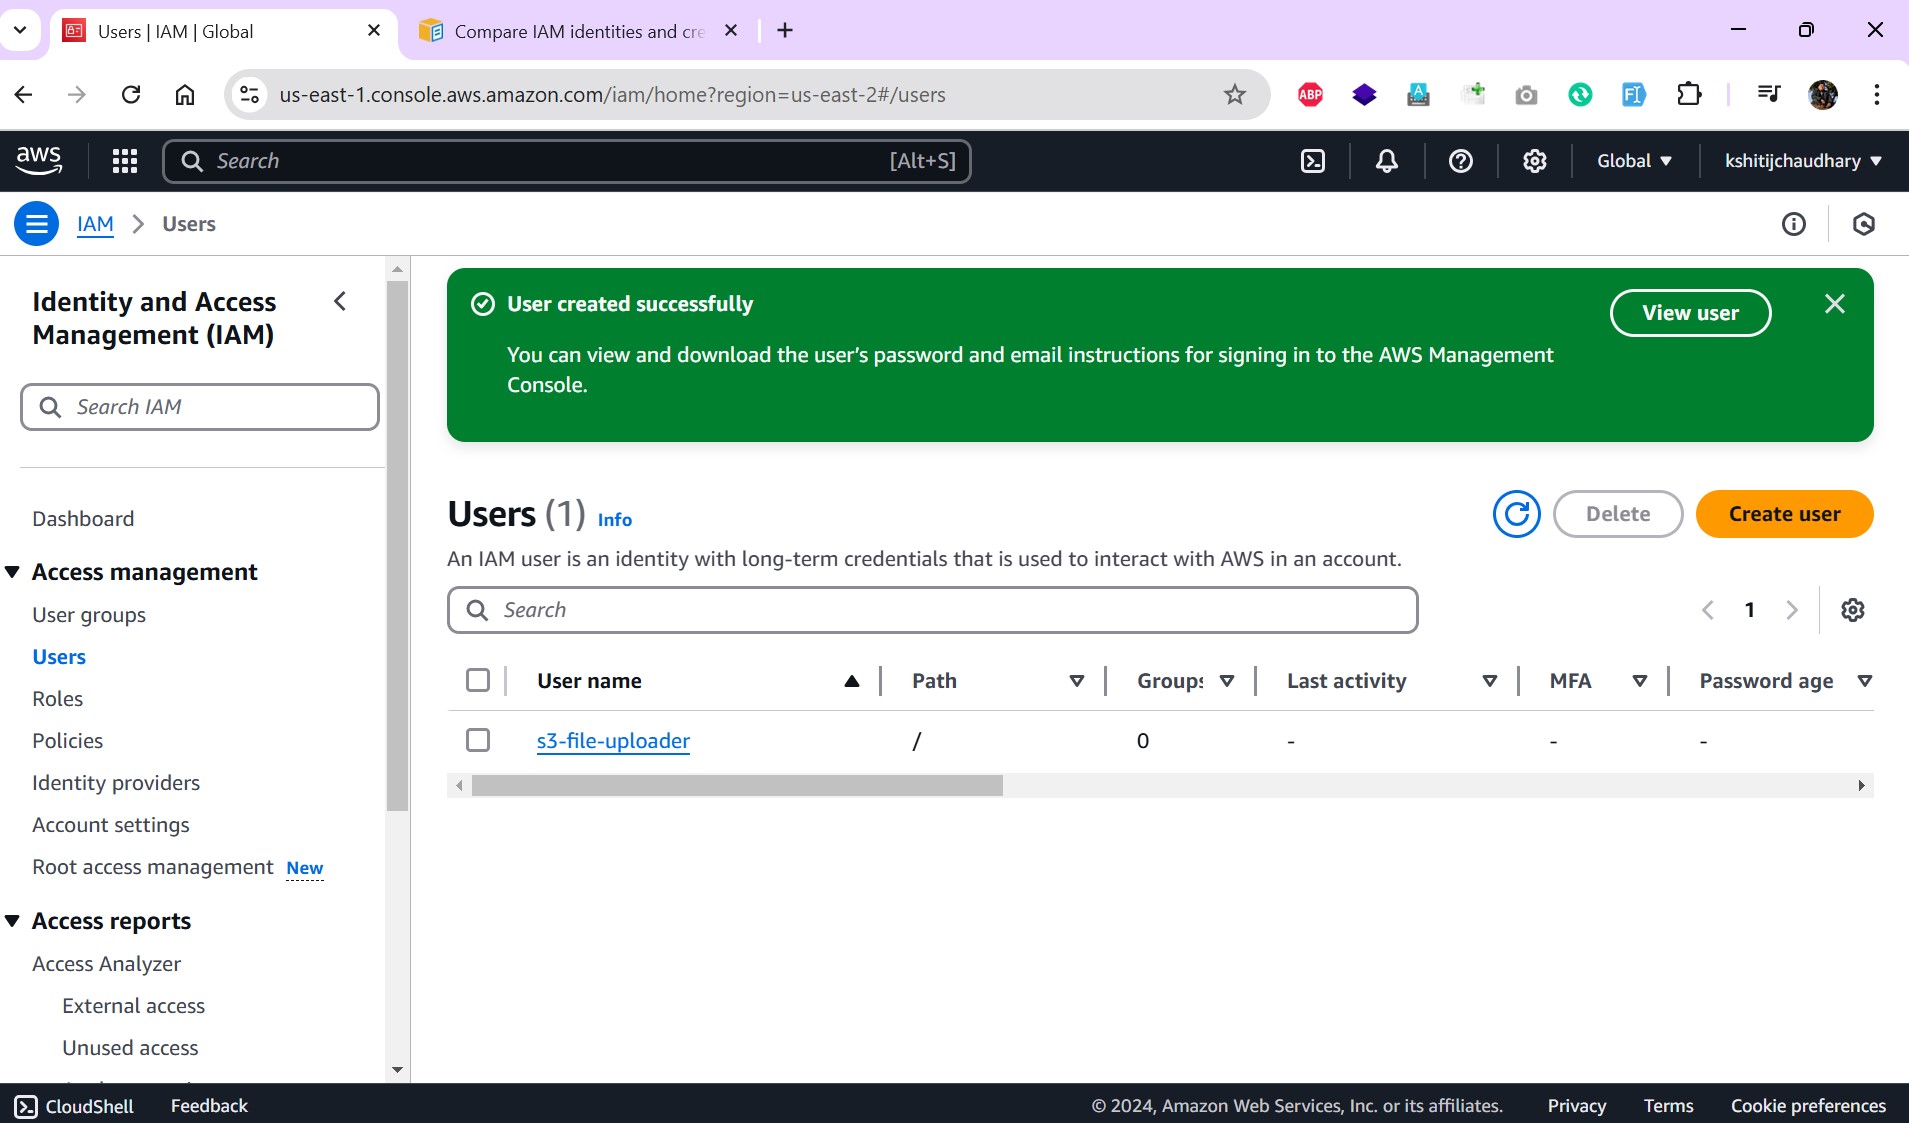 Users | IAM | Global
Compare IAM identities and cre
us-east-1.console.aws.amazon.com/iam/home?region=us-east-2#/users
ABP
A
FI
aws
Search
[Alt+S]
Global
kshitijchaudhary
IAM
Users
Identity and Access
Management (IAM)
Search IAM
Dashboard
Access management
User groups
Users
Roles
Policies
Identity providers
Account settings
Root access management New
Access reports
Access Analyzer
External access
Unused access
User created successfully
View user
You can view and download the user's password and email instructions for signing in to the AWS Management
Console.
Users (1) Info
Delete
Create user
An IAM user is an identity with long-term credentials that is used to interact with AWS in an account.
Search
1
User name
Path
Groups
Last activity
MFA
Password age
s3-file-uploader
/
0
-
-
-
CloudShell
Feedback
© 2024, Amazon Web Services, Inc. or its affiliates.
Privacy
Terms
Cookie preferences